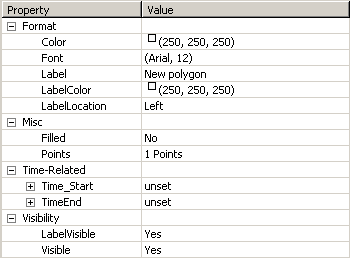 Property Value
Format
Color (250, 250, 250)
Font (Arial, 12)
Label New polygon
LabelColor (250, 250, 250)
LabelLocation Left
Misc
Filled No
Points 1 Points
Time-Related
Time_Start unset
TimeEnd unset
Visibility
LabelVisible Yes
Visible Yes